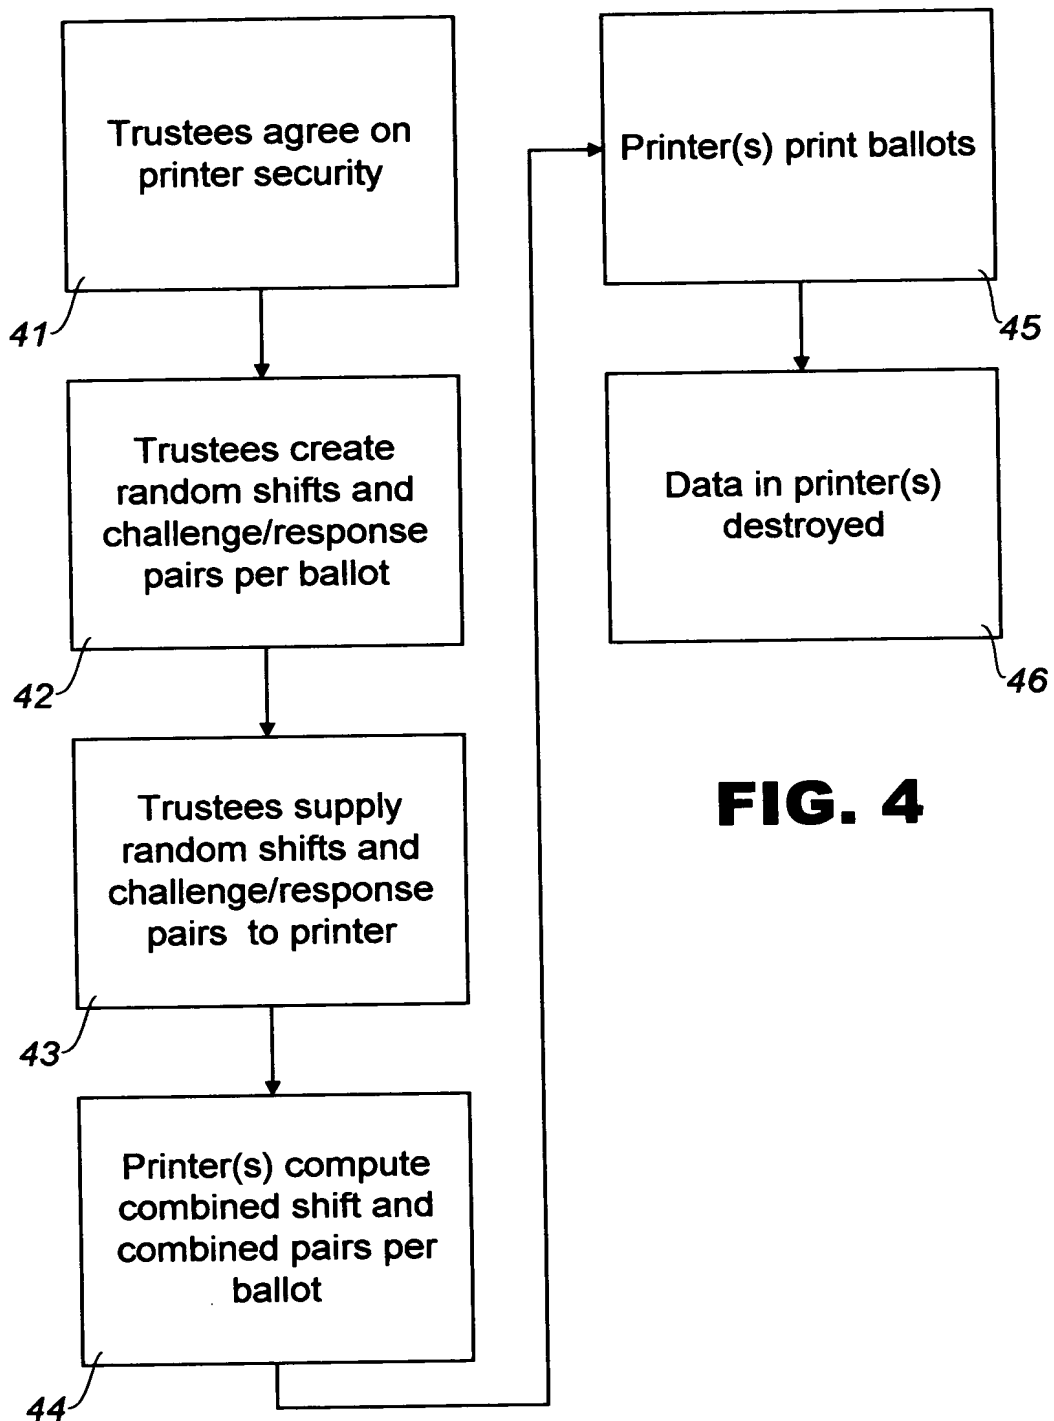 Trustees agree on
printer security
41
Trustees create
random shifts and
challenge/response
pairs per ballot
42
Trustees supply
random shifts and
challenge/response
pairs to printer
43
Printer(s) compute
combined shift and
combined pairs per
ballot
44
Printer(s) print ballots
45
Data in printer(s)
destroyed
46
FIG. 4